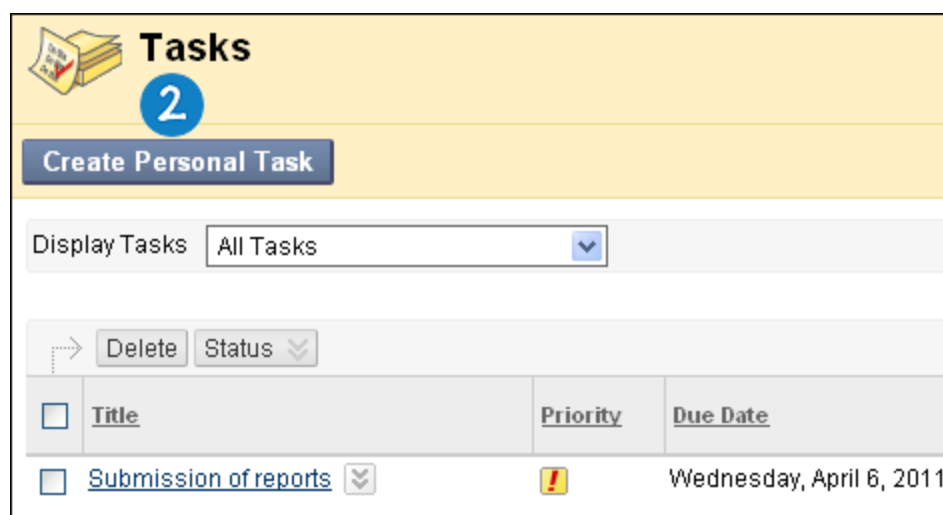 Tasks
2
Create Personal Task
Display Tasks All Tasks
Delete Status
Title Priority Due Date
Submission of reports ! Wednesday, April 6, 2011